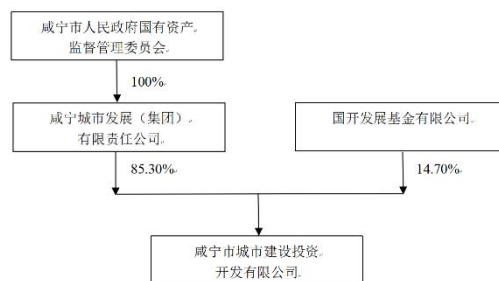 咸宁市人民政府国有资产
监督管理委员会
100%
咸宁城市发展（集团）
有限责任公司
国开发展基金有限公司
85.30%
14.70%
咸宁市城市建设投资
开发有限公司